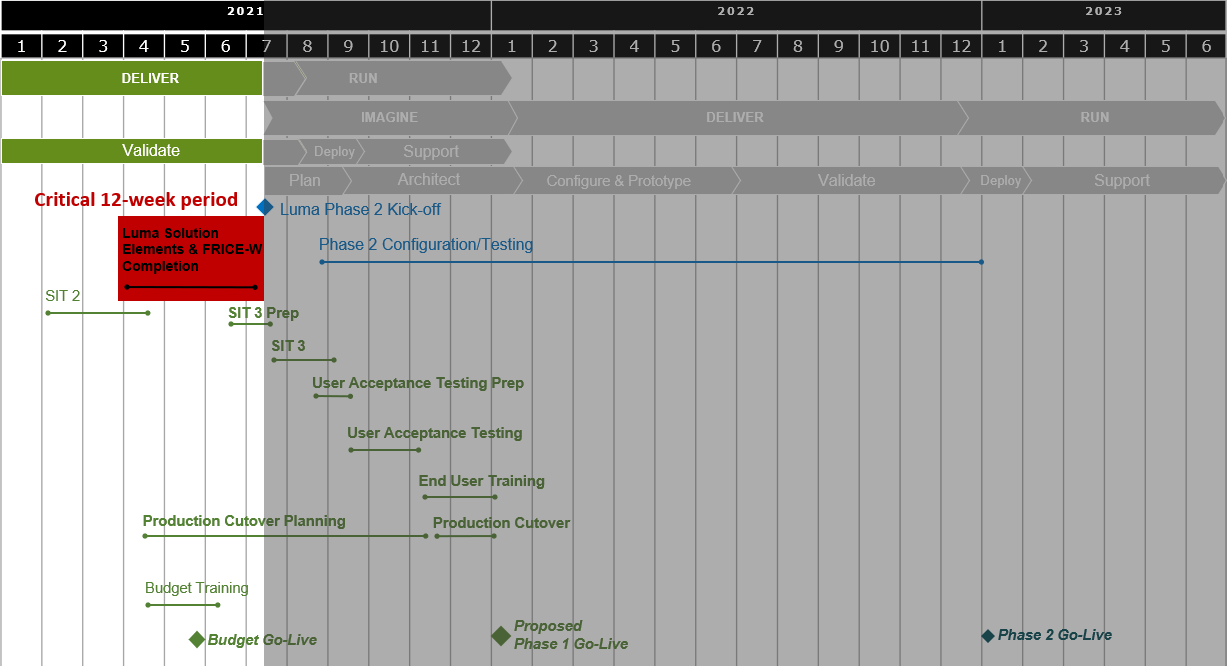 2021 2022 2023
1 2 3 4 5 6 7 8 9 10 11 12 1 2 3 4 5 6 7 8 9 10 11 12 1 2 3 4 5 6
DELIVER RUN
IMAGINE DELIVER RUN
Validate Deploy Support
Plan Architect Configure & Prototype Validate Deploy Support
Critical 12-week period
Luma Phase 2 Kick-off
Luma Solution
Elements & FRICE-W
Completion
Phase 2 Configuration/Testing
SIT 2
SIT 3 Prep
SIT 3
User Acceptance Testing Prep
User Acceptance Testing
End User Training
Production Cutover Planning
Production Cutover
Budget Training
Budget Go-Live
Proposed
Phase 1 Go-Live
Phase 2 Go-Live